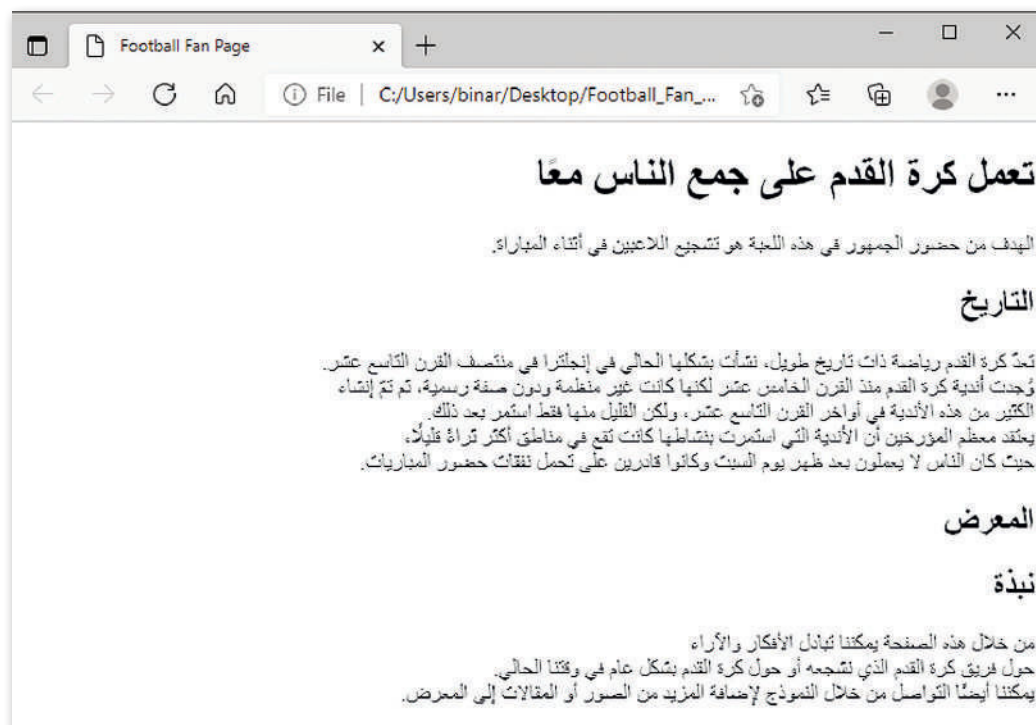 Football Fan Page
File | C:/Users/binar/Desktop/Football_Fan_...
تعمل كرة القدم على جمع الناس معًا
الهدف من حضور الجمهور في هذه اللعبة هو تشجيع اللاعبين في أثناء المباراة.
التاريخ
تعدّ كرة القدم رياضة ذات تاريخ طويل، نشأت بشكلها الحالي في إنجلترا في منتصف القرن التاسع عشر.
وُجدت أندية كرة القدم منذ القرن الخامس عشر لكنها كانت غير منظمة ودون صفة رسمية، ثم تمّ إنشاء
الكثير من هذه الأندية في أواخر القرن التاسع عشر، ولكن القليل منها فقط استمر بعد ذلك.
يعتقد معظم المؤرخين أن الأندية التي استمرت بنشاطها كانت تقع في مناطق أكثر ثراءً قليلًا،
حيث كان الناس لا يعملون بعد ظهر يوم السبت وكانوا قادرين على تحمل نفقات حضور المباريات.
المعرض
نبذة
من خلال هذه الصفحة يمكننا تبادل الأفكار والآراء
حول فريق كرة القدم الذي نشجعه أو حول كرة القدم بشكل عام في وقتنا الحالي.
يمكننا أيضًا التواصل من خلال النموذج لإضافة المزيد من الصور أو المقالات إلى المعرض.